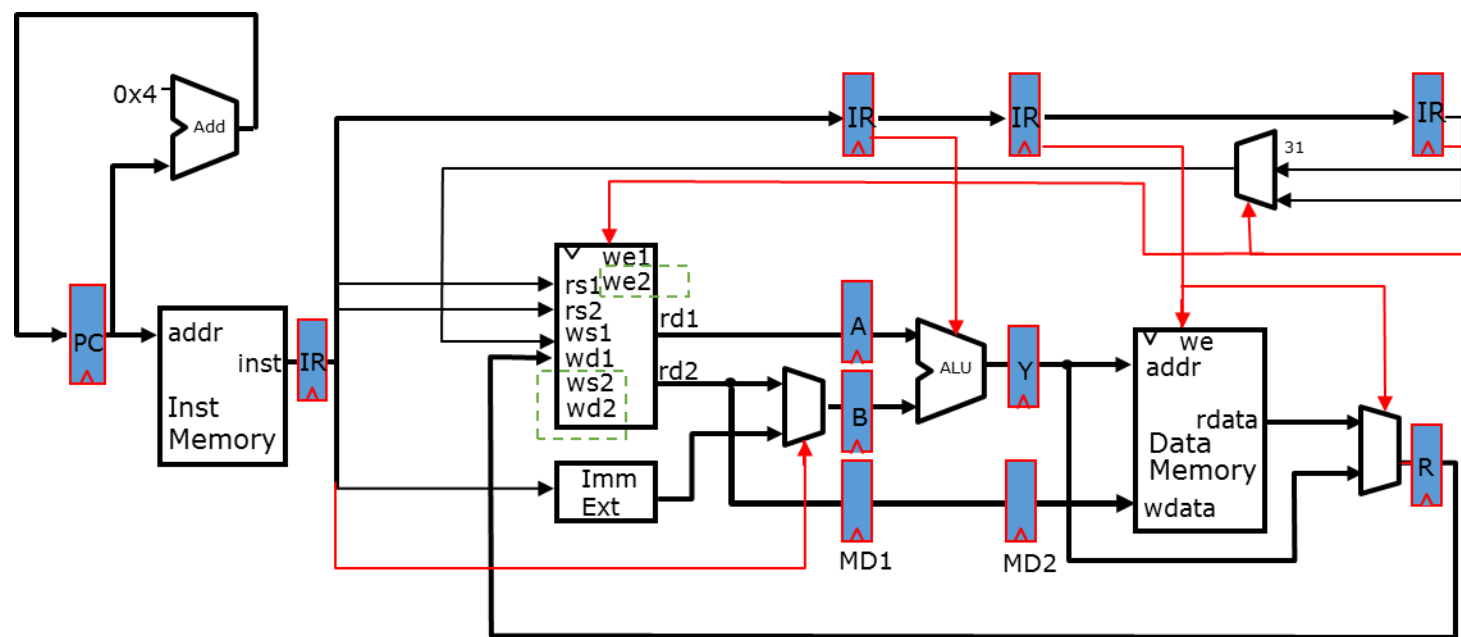 0x4
Add
IR
IR
IR
31
PC
addr
inst
Inst
Memory
IR
we1
we2
rs1
rs2
ws1
wd1
ws2
wd2
rd1
rd2
Imm
Ext
A
B
MD1
ALU
Y
MD2
we
addr
rdata
Data
Memory
wdata
R